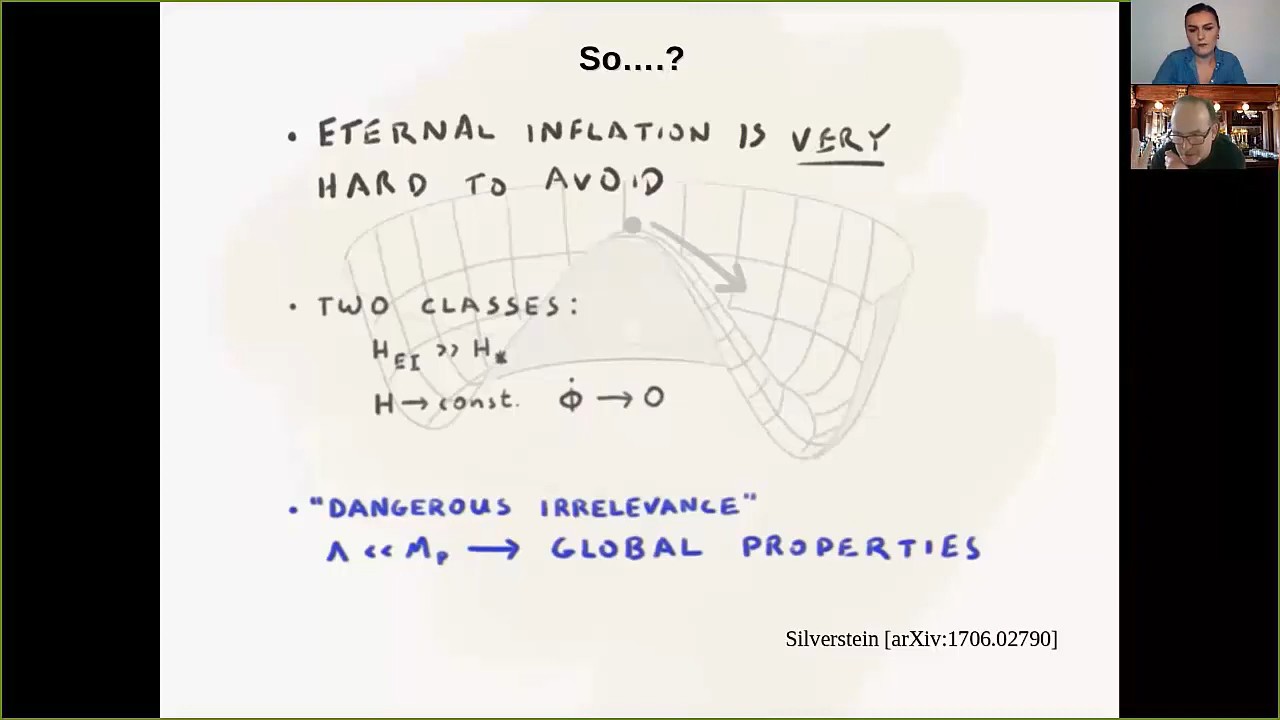 So....?
• ETERNAL INFLATION IS VERY
HARD TO AVOID
• TWO CLASSES:
H_EI >> H_*
H → const. ϕ̇ → 0
• "DANGEROUS IRRELEVANCE"
Λ << M_P → GLOBAL PROPERTIES
Silverstein [arXiv:1706.02790]